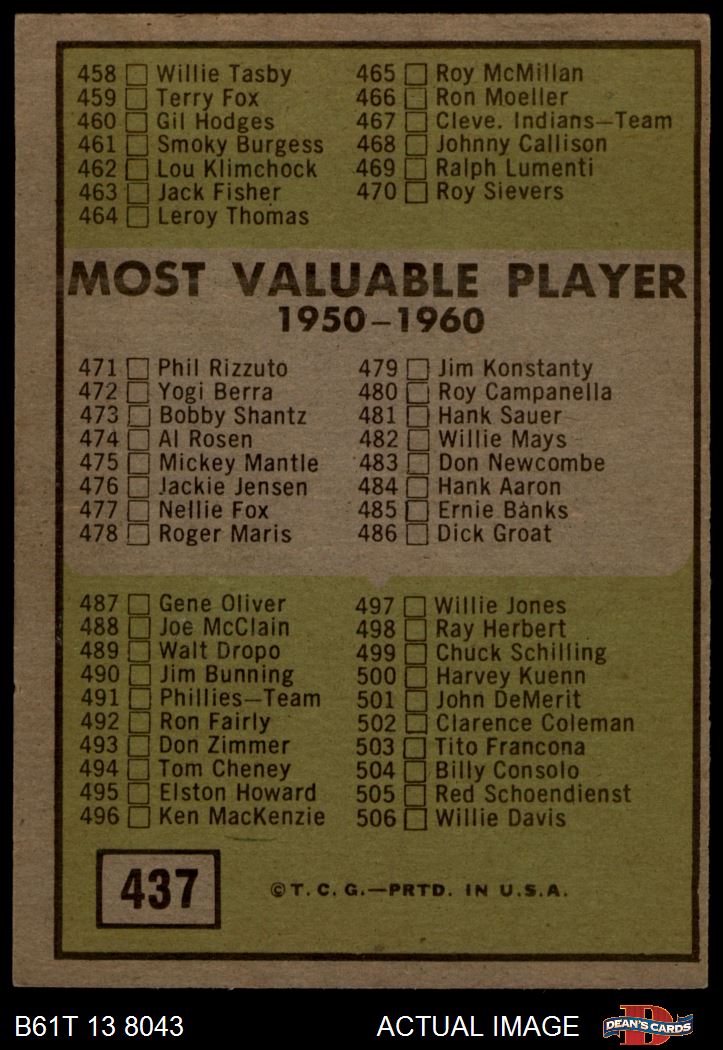 458 Willie Tasby
459 Terry Fox
460 Gil Hodges
461 Smoky Burgess
462 Lou Klimchock
463 Jack Fisher
464 Leroy Thomas
465 Roy McMillan
466 Ron Moeller
467 Cleve. Indians—Team
468 Johnny Callison
469 Ralph Lumenti
470 Roy Sievers
MOST VALUABLE PLAYER
1950–1960
471 Phil Rizzuto
472 Yogi Berra
473 Bobby Shantz
474 Al Rosen
475 Mickey Mantle
476 Jackie Jensen
477 Nellie Fox
478 Roger Maris
479 Jim Konstanty
480 Roy Campanella
481 Hank Sauer
482 Willie Mays
483 Don Newcombe
484 Hank Aaron
485 Ernie Banks
486 Dick Groat
487 Gene Oliver
488 Joe McClain
489 Walt Dropo
490 Jim Bunning
491 Phillies—Team
492 Ron Fairly
493 Don Zimmer
494 Tom Cheney
495 Elston Howard
496 Ken MacKenzie
497 Willie Jones
498 Ray Herbert
499 Chuck Schilling
500 Harvey Kuenn
501 John DeMerit
502 Clarence Coleman
503 Tito Francona
504 Billy Consolo
505 Red Schoendienst
506 Willie Davis
437
©T. C. G.—PRTD. IN U.S.A.
B61T 13 8043
ACTUAL IMAGE
D
DEAN'S CARDS